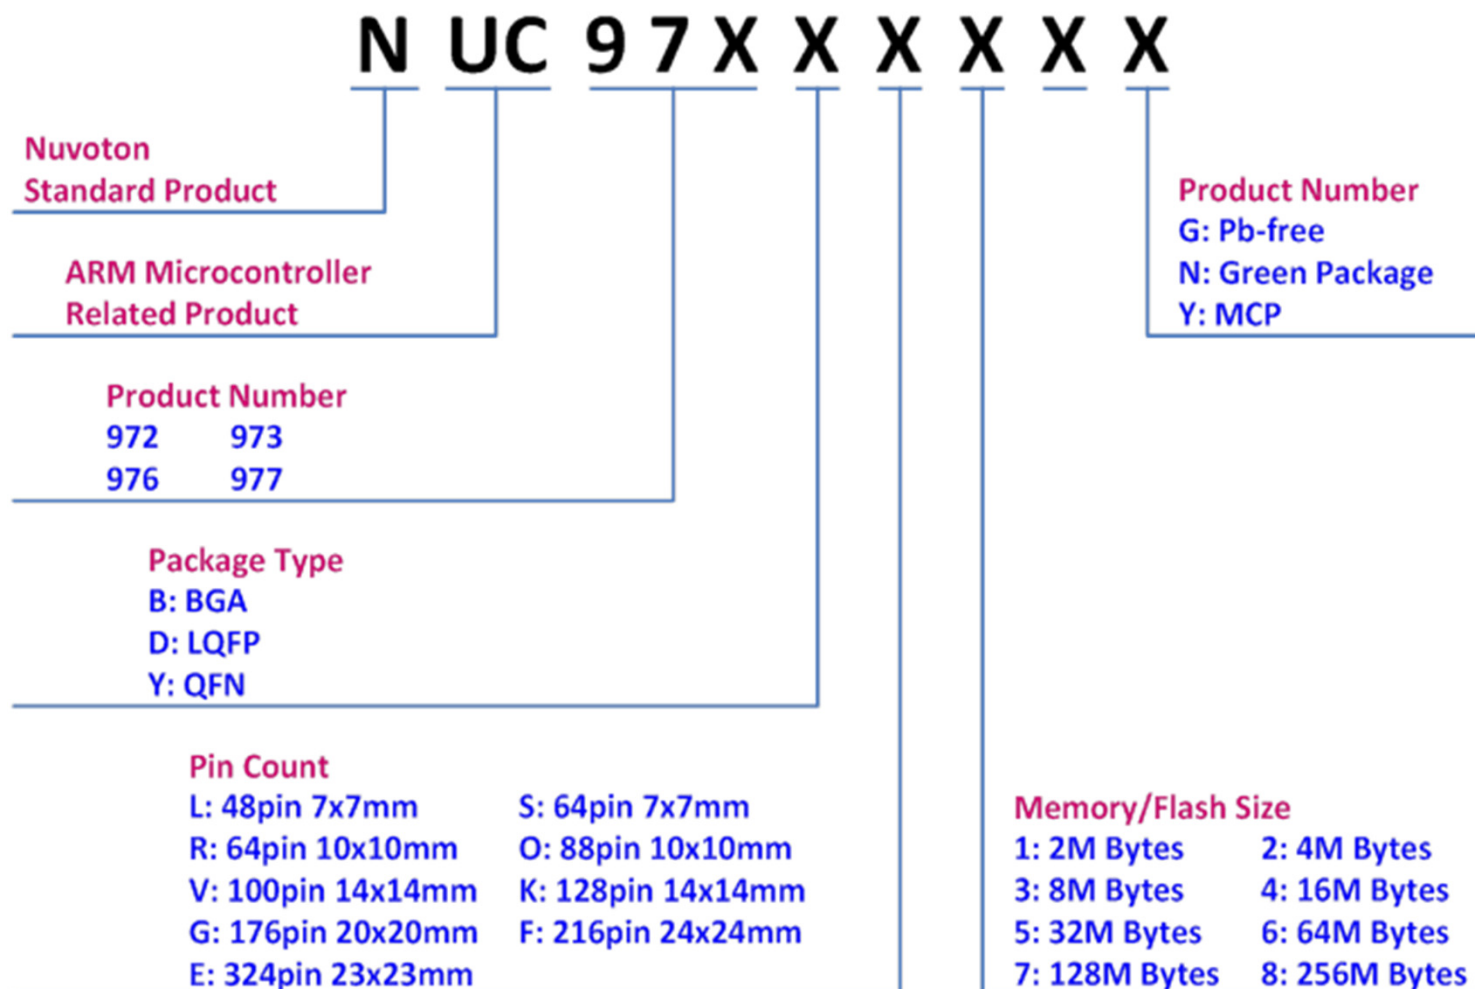 N UC 97X X X X X X
Nuvoton
Standard Product
ARM Microcontroller
Related Product
Product Number
972 973
976 977
Package Type
B: BGA
D: LQFP
Y: QFN
Pin Count
L: 48pin 7x7mm S: 64pin 7x7mm
R: 64pin 10x10mm O: 88pin 10x10mm
V: 100pin 14x14mm K: 128pin 14x14mm
G: 176pin 20x20mm F: 216pin 24x24mm
E: 324pin 23x23mm
Product Number
G: Pb-free
N: Green Package
Y: MCP
Memory/Flash Size
1: 2M Bytes 2: 4M Bytes
3: 8M Bytes 4: 16M Bytes
5: 32M Bytes 6: 64M Bytes
7: 128M Bytes 8: 256M Bytes